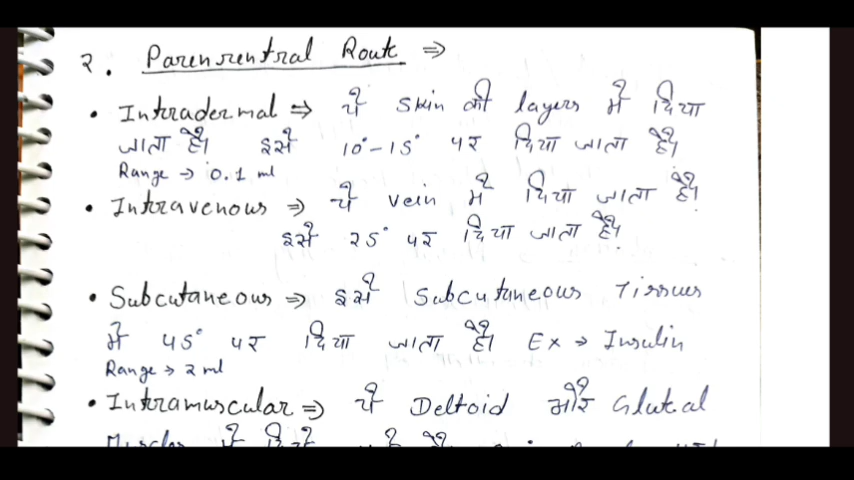 2. Parenrentral Route ⇒
• Intradermal ⇒ ये Skin की layers में दिया
जाता है। इसे 10°-15° पर दिया जाता है।
Range → 0.1 ml
• Intravenous ⇒ ये vein में दिया जाता है।
इसे 25° पर दिया जाता है।
• Subcutaneous ⇒ इसे Subcutaneous Tissues
में 45° पर दिया जाता है। Ex → Insulin
Range → 2 ml
• Intramuscular ⇒ ये Deltoid और Gluteal